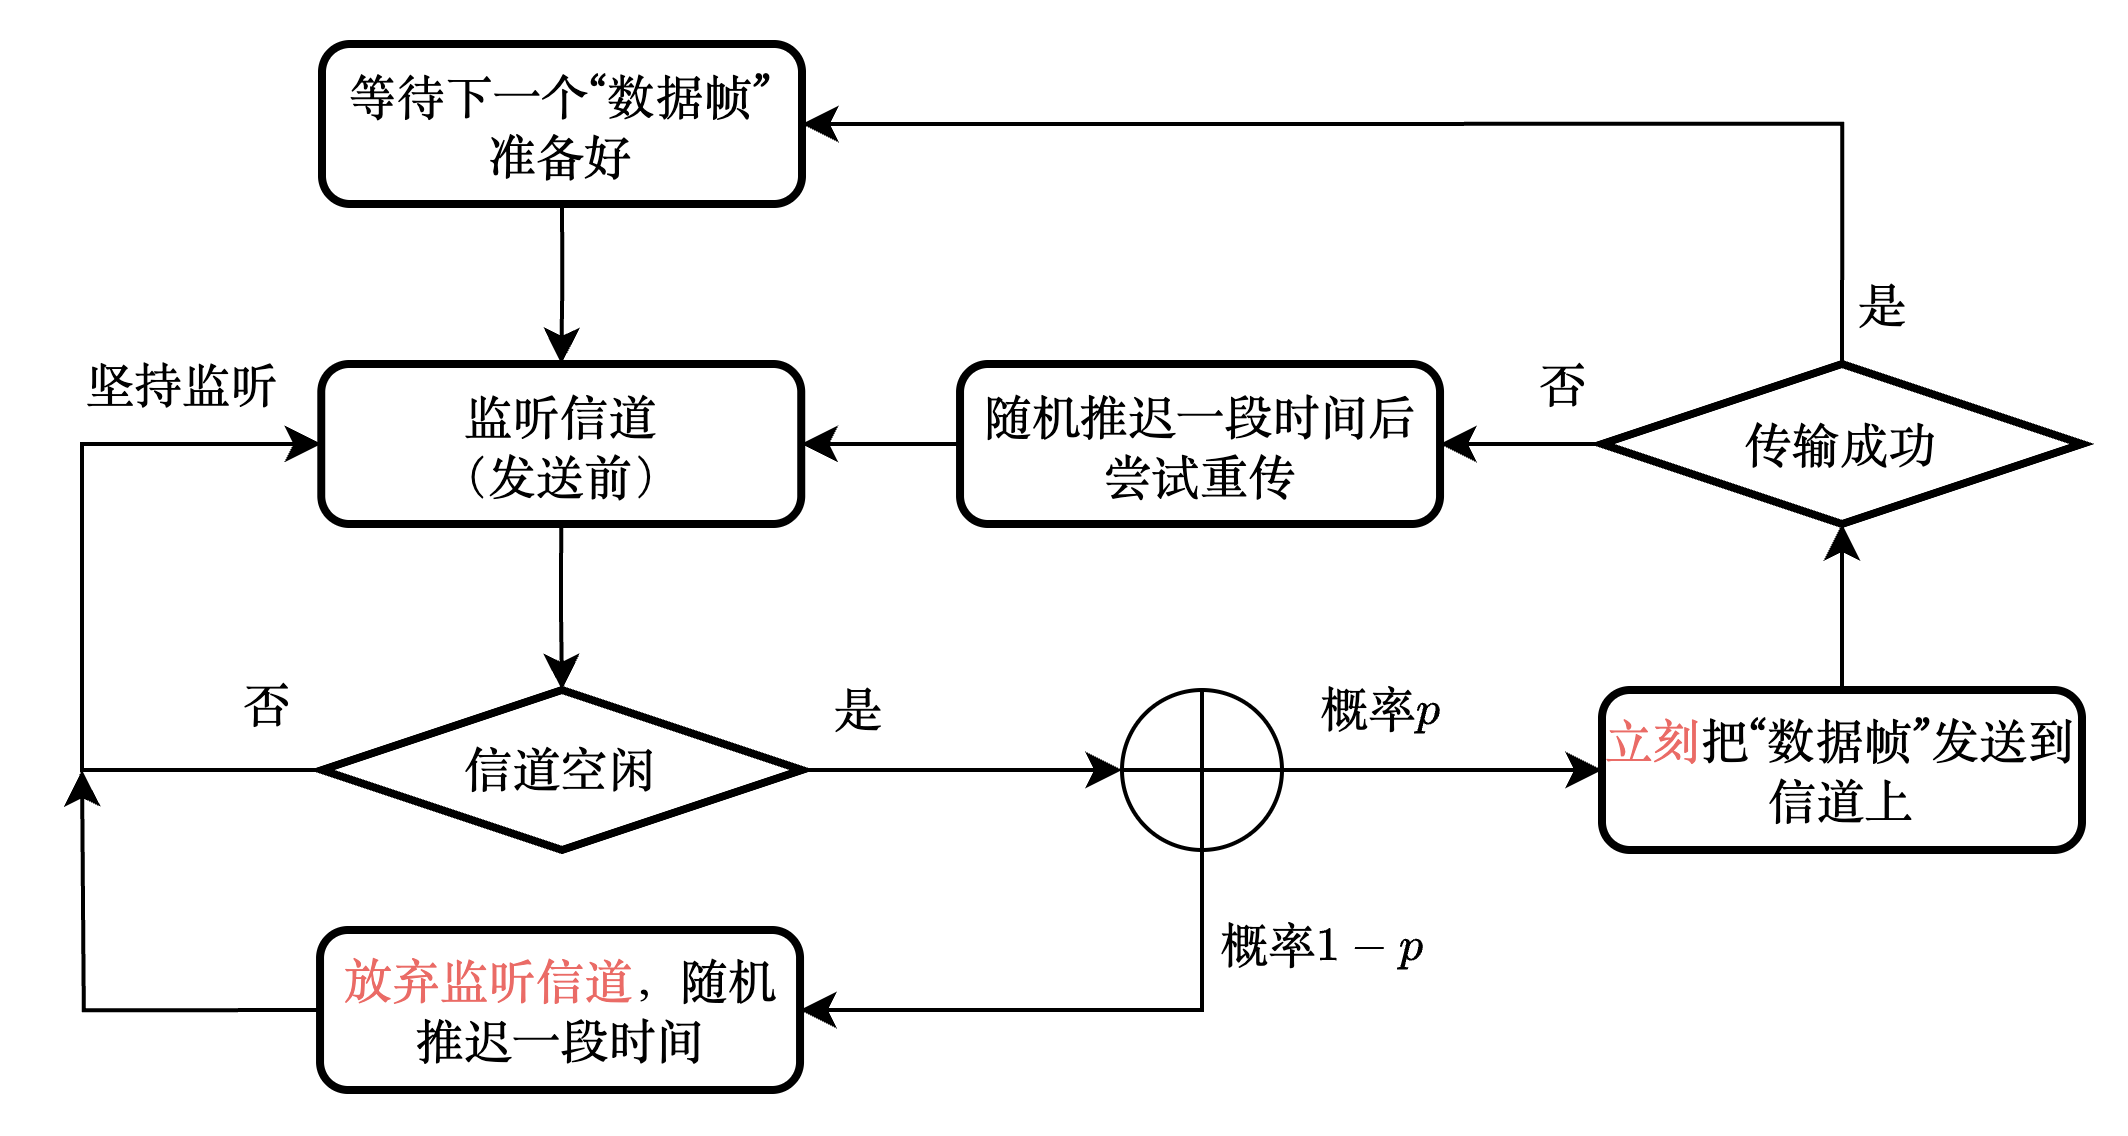 等待下一个“数据帧”
准备好
是
坚持监听
监听信道
（发送前）
随机推迟一段时间后
尝试重传
否
传输成功
否
信道空闲
是
概率p
立刻把“数据帧”发送到
信道上
概率1 − p
放弃监听信道，随机
推迟一段时间